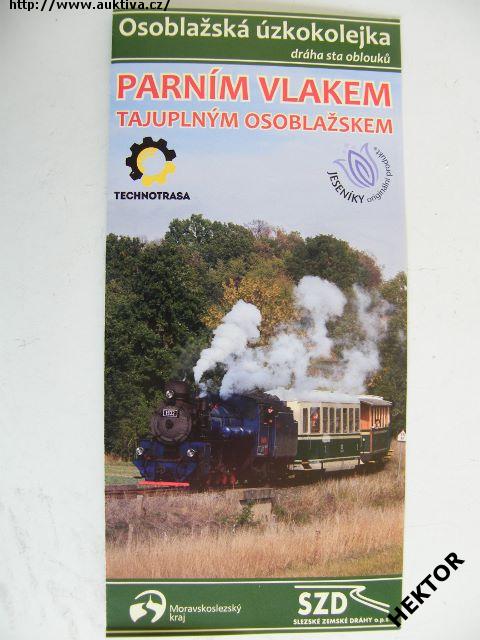 http://www.auktiva.cz/
Osoblažská úzkokolejka
dráha sta oblouků
PARNÍM VLAKEM
TAJUPLNÝM OSOBLAŽSKEM
TECHNOTRASA
JESENÍKY originální produkt®
Moravskoslezský
kraj
SZD
SLEZSKÉ ZEMSKÉ DRÁHY o.p.s.
HEKTOR